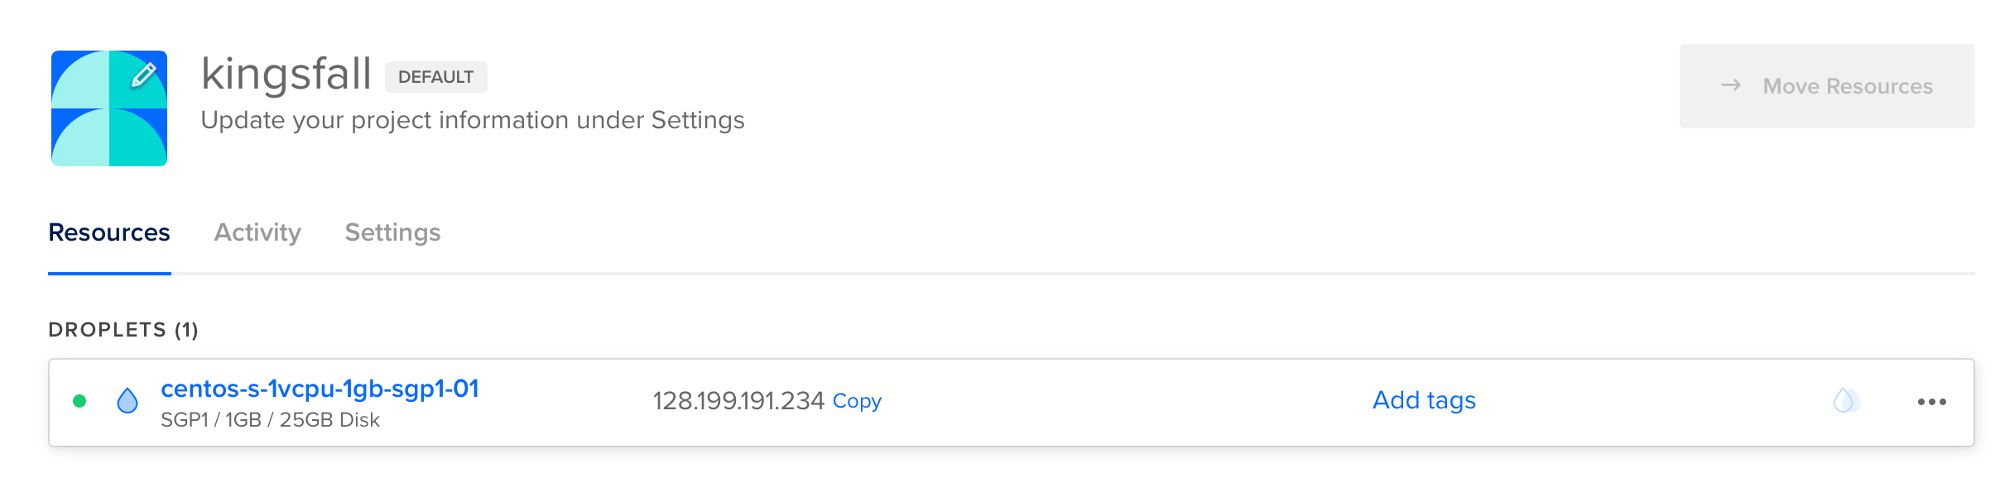 kingsfall DEFAULT
Update your project information under Settings
→ Move Resources
Resources Activity Settings
DROPLETS (1)
centos-s-1vcpu-1gb-sgp1-01
SGP1 / 1GB / 25GB Disk
128.199.191.234 Copy
Add tags